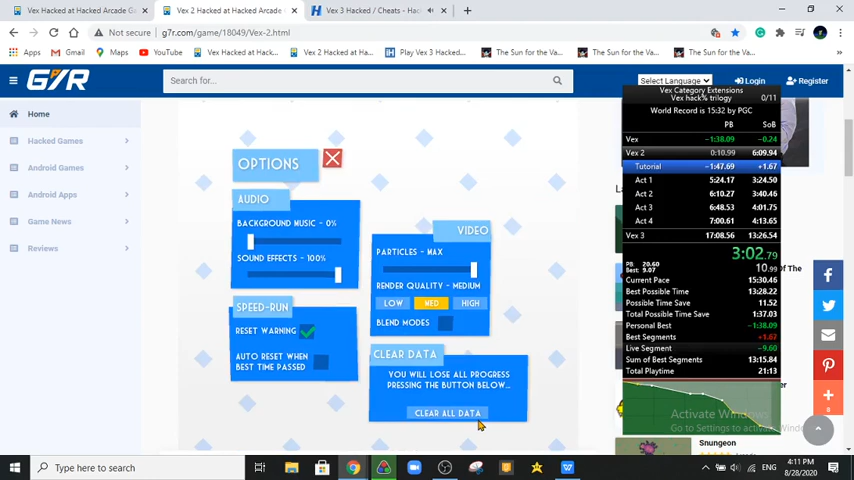 Vex Hacked at Hacked Arcade Gam
Vex 2 Hacked at Hacked Arcade
Vex 3 Hacked / Cheats - Hac
Not secure
g7r.com/game/18049/Vex-2.html
Apps
Gmail
Maps
YouTube
Vex Hacked at Hack...
Vex 2 Hacked at Ha...
Play Vex 3 Hacked...
The Sun for the Va...
The Sun for the Va...
The Sun for the Va...
G7R
Search for...
Select Language
Login
Register
Home
Hacked Games
Android Games
Android Apps
Game News
Reviews
OPTIONS
AUDIO
BACKGROUND MUSIC - 0%
SOUND EFFECTS - 100%
SPEED-RUN
RESET WARNING
AUTO RESET WHEN
BEST TIME PASSED
VIDEO
PARTICLES - MAX
RENDER QUALITY - MEDIUM
LOW MED HIGH
BLEND MODES
CLEAR DATA
YOU WILL LOSE ALL PROGRESS
PRESSING THE BUTTON BELOW...
CLEAR ALL DATA
Vex Category Extensions
Vex hack% trilogy 0/11
World Record is 15:32 by PGC
PB SoB
Vex −1:38.09 −0.24
Vex 2 0:10.99 6:09.94
Tutorial −1:47.69 +1.67
Act 1 5:24.17 3:24.50
Act 2 6:10.27 3:40.46
Act 3 6:48.53 4:01.75
Act 4 7:00.61 4:13.65
Vex 3 17:08.56 13:26.54
3:02.79
PB: 20.60
Best: 9.07
10.99
Current Pace 15:30.46
Best Possible Time 13:28.22
Possible Time Save 11.52
Total Possible Time Save 1:37.03
Personal Best −1:38.09
Best Segments +1.67
Live Segment −9.60
Sum of Best Segments 13:15.84
Total Playtime 21:13
Of The
Activate Windows
Go to Settings to activate Windo
Snungeon
8
Type here to search
ENG
4:11 PM
8/28/2020